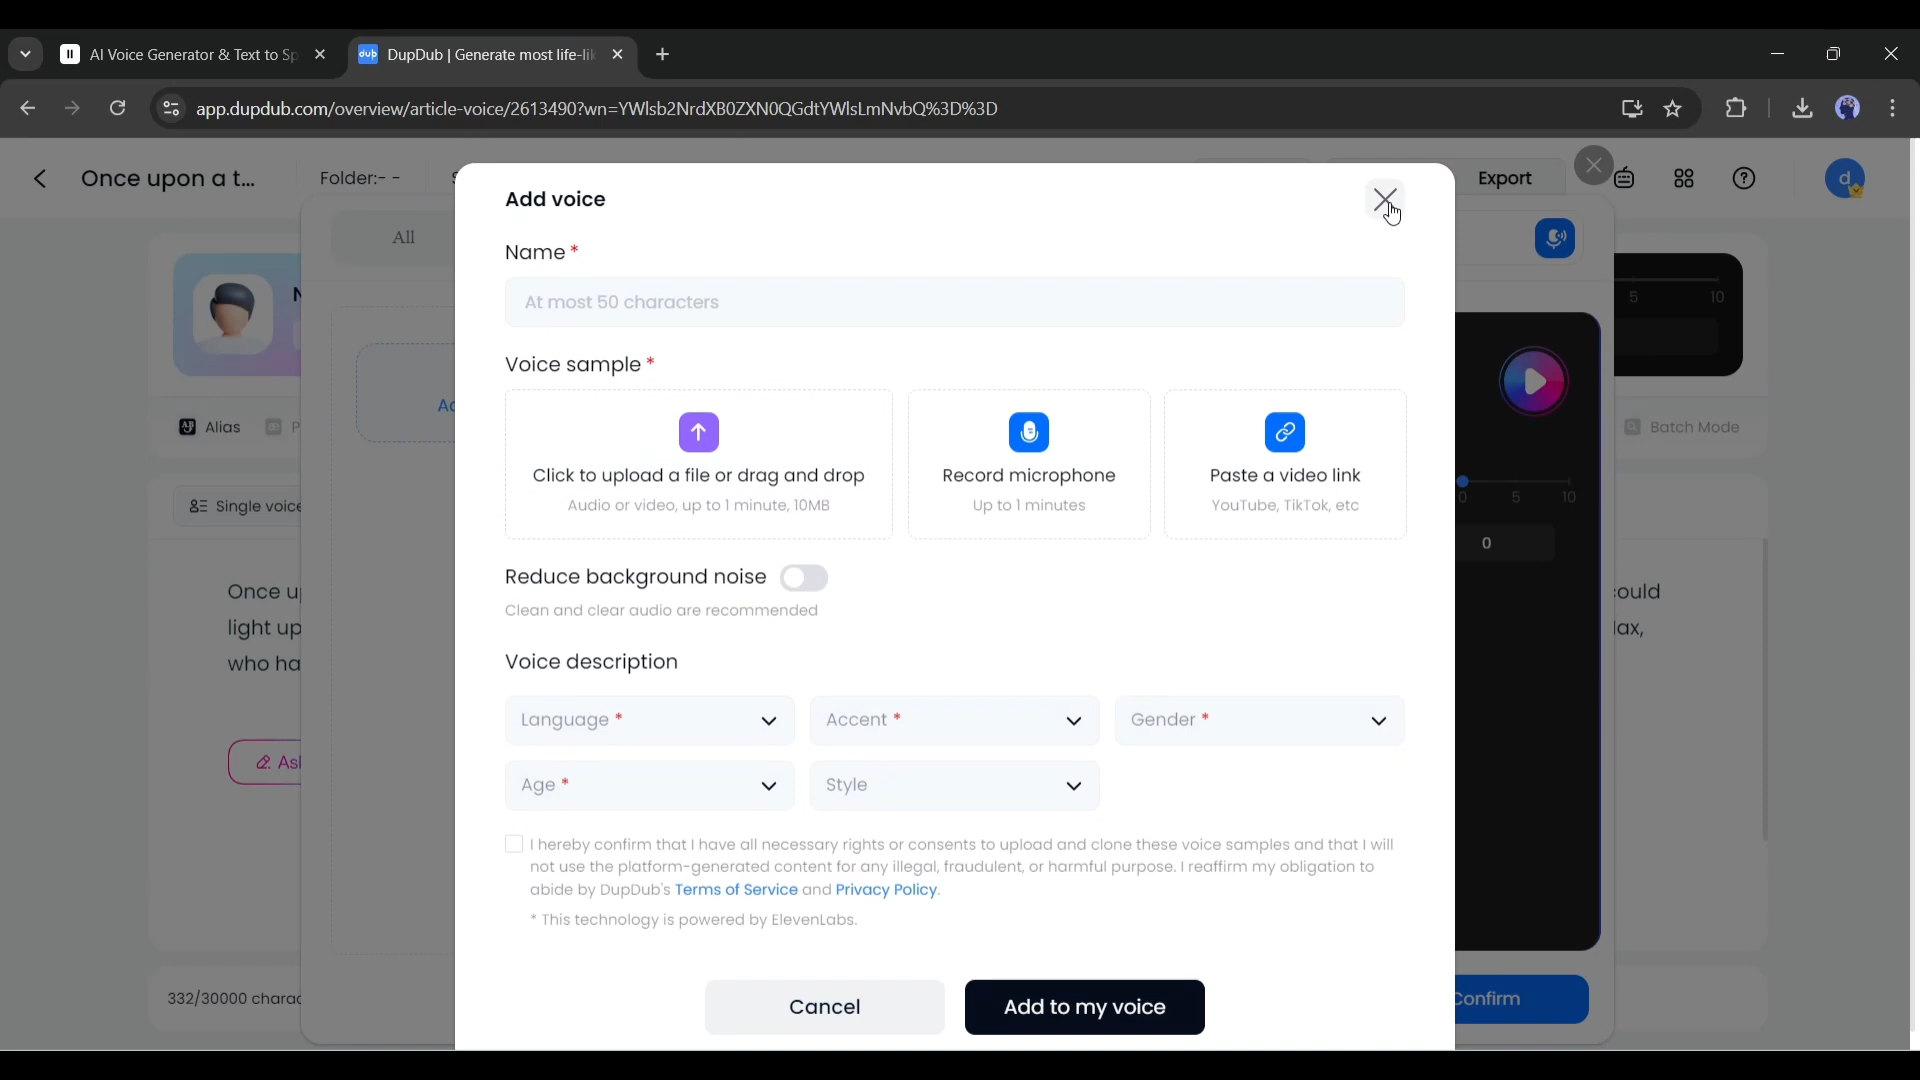 AI Voice Generator & Text to Sp
DupDub | Generate most life-lik
app.dupdub.com/overview/article-voice/2613490?wn=YWlsb2NrdXB0ZXN0QGdtYWlsLmNvbQ%3D%3D
Once upon a t...
Folder:- -
Export
d
Add voice
All
Name *
At most 50 characters
5
10
Voice sample *
Click to upload a file or drag and drop
Audio or video, up to 1 minute, 10MB
Record microphone
Up to 1 minutes
Paste a video link
YouTube, TikTok, etc
Alias
Batch Mode
0
5
10
Single voice
0
Reduce background noise
Clean and clear audio are recommended
Once u
light up
who ha
ould
ax,
Voice description
Language *
Accent *
Gender *
Age *
Style
I hereby confirm that I have all necessary rights or consents to upload and clone these voice samples and that I will
not use the platform-generated content for any illegal, fraudulent, or harmful purpose. I reaffirm my obligation to
abide by DupDub's Terms of Service and Privacy Policy.
* This technology is powered by ElevenLabs.
332/30000 charac
Cancel
Add to my voice
Confirm